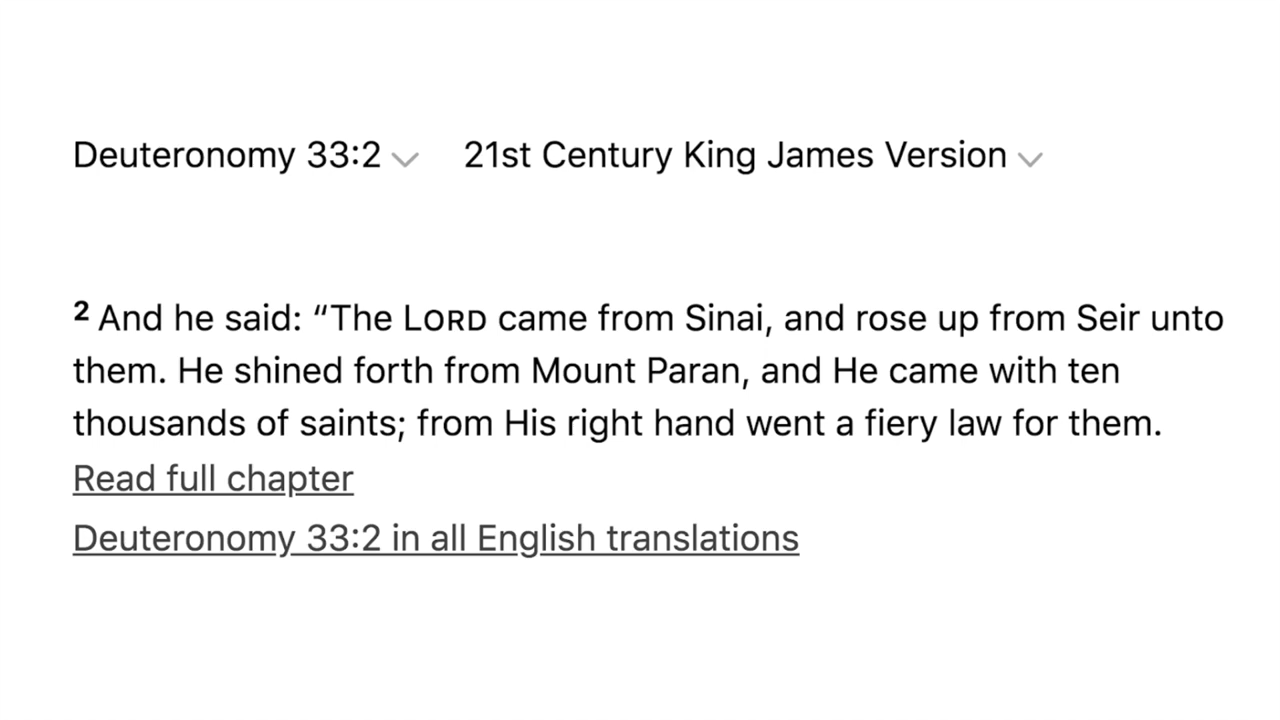 Deuteronomy 33:2 21st Century King James Version
2 And he said: “The LORD came from Sinai, and rose up from Seir unto
them. He shined forth from Mount Paran, and He came with ten
thousands of saints; from His right hand went a fiery law for them.
Read full chapter
Deuteronomy 33:2 in all English translations